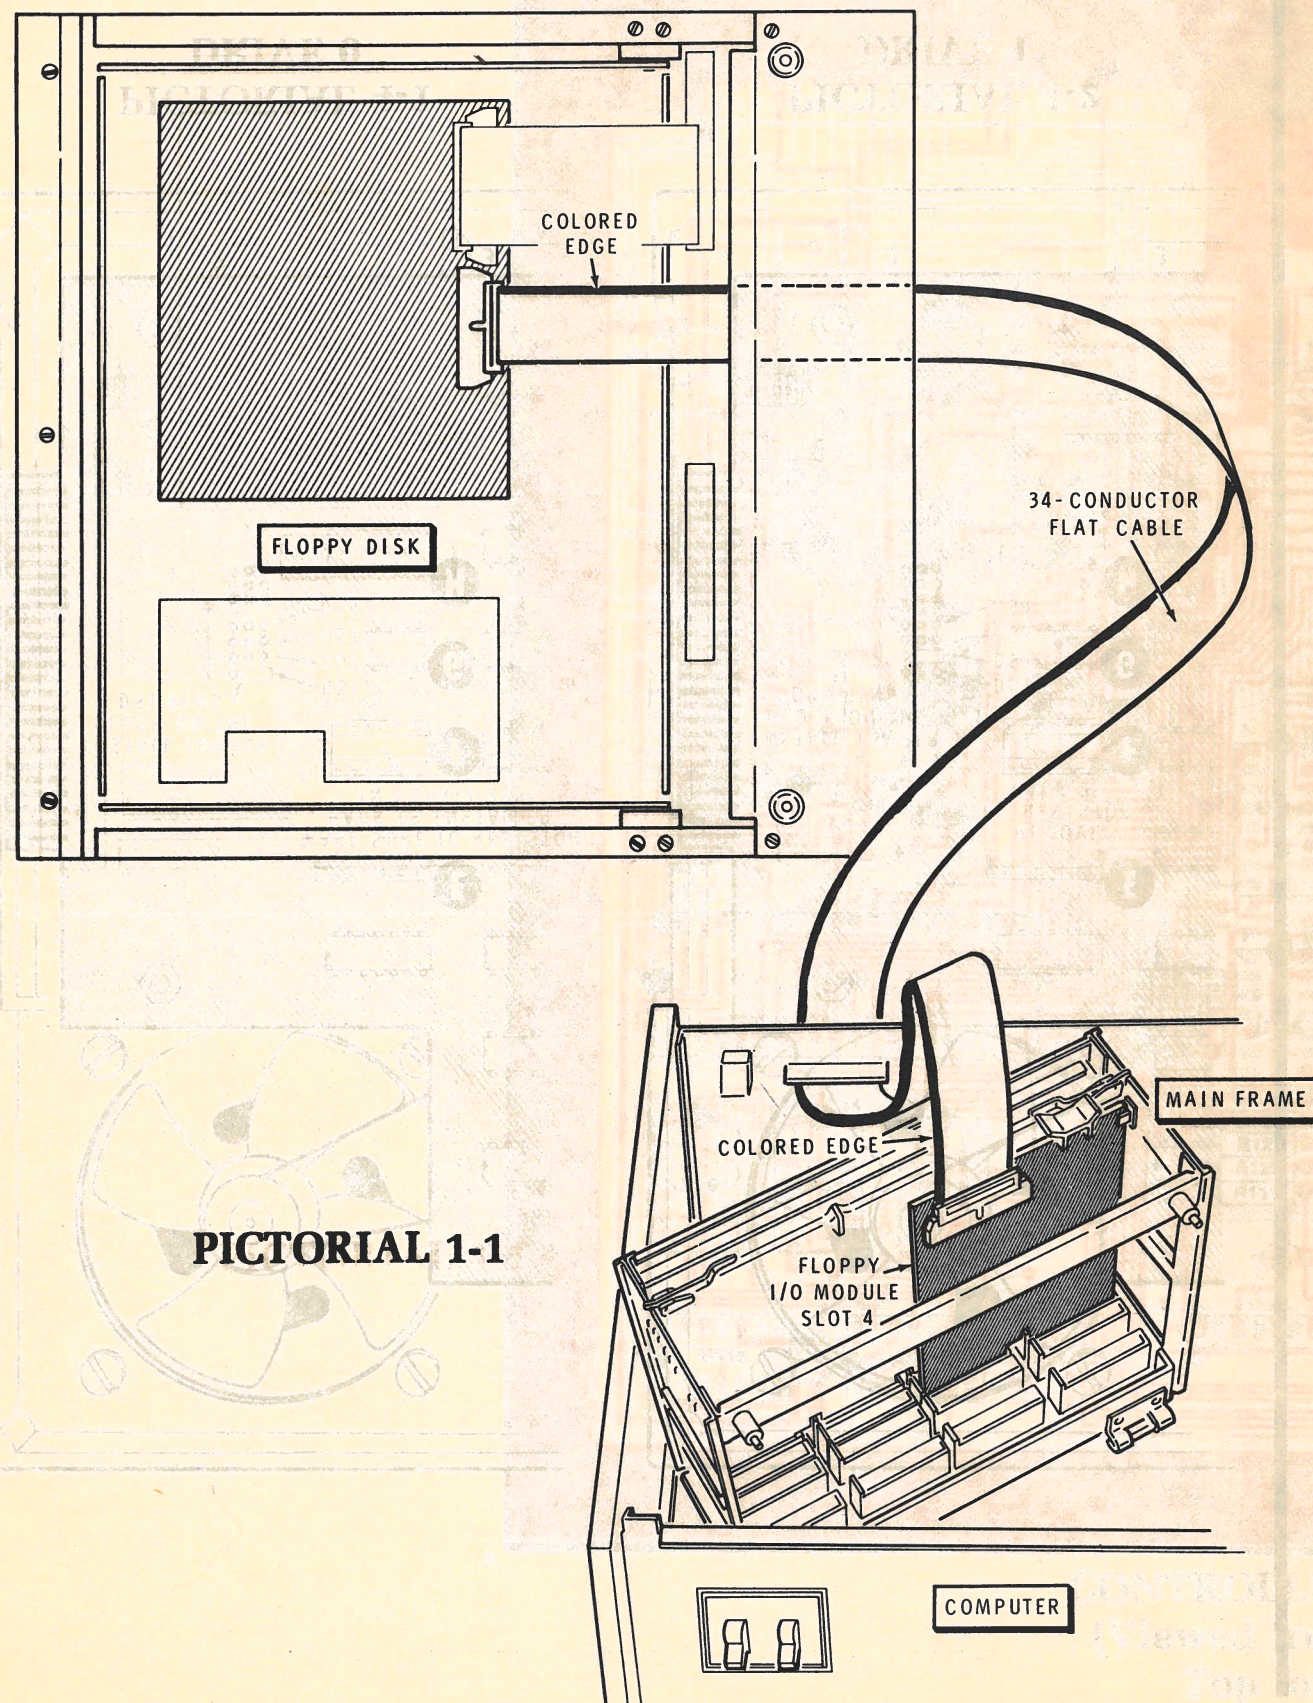 COLORED
EDGE
34-CONDUCTOR
FLAT CABLE
FLOPPY DISK
MAIN FRAME
COLORED EDGE
PICTORIAL 1-1
FLOPPY
I/O MODULE
SLOT 4
COMPUTER